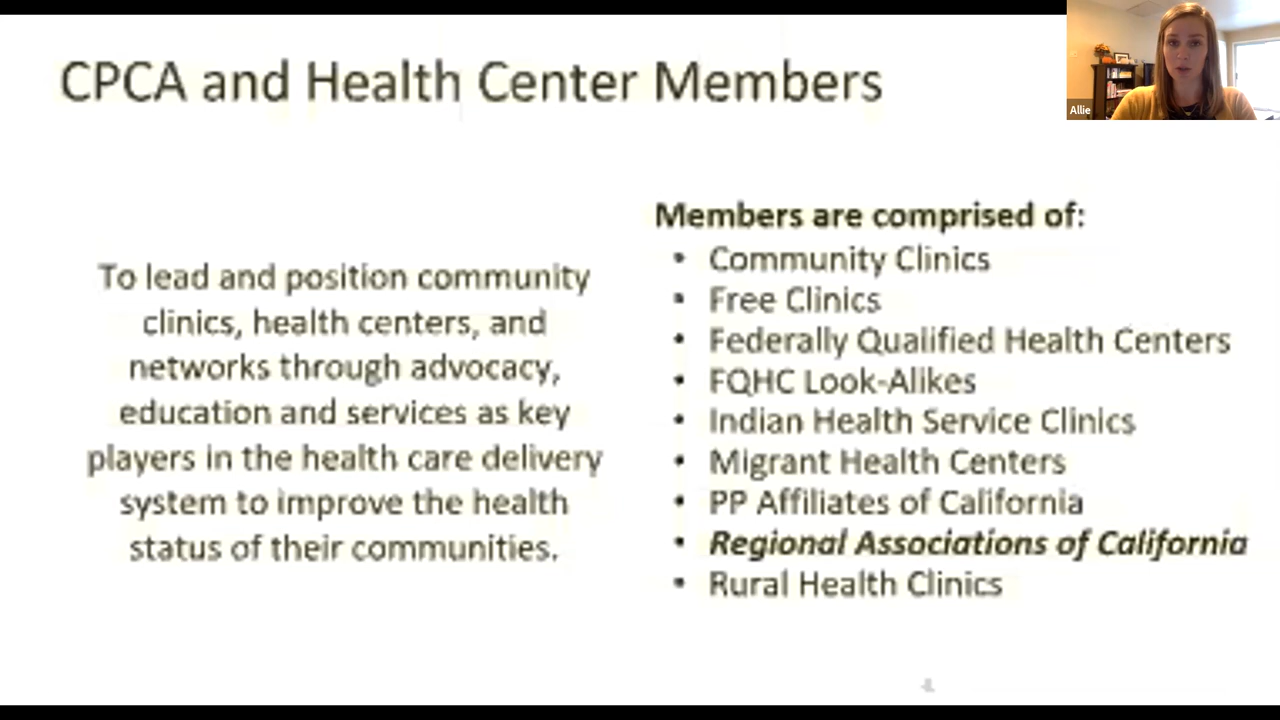 CPCA and Health Center Members
Allie
To lead and position community
clinics, health centers, and
networks through advocacy,
education and services as key
players in the health care delivery
system to improve the health
status of their communities.
Members are comprised of:
• Community Clinics
• Free Clinics
• Federally Qualified Health Centers
• FQHC Look-Alikes
• Indian Health Service Clinics
• Migrant Health Centers
• PP Affiliates of California
• Regional Associations of California
• Rural Health Clinics